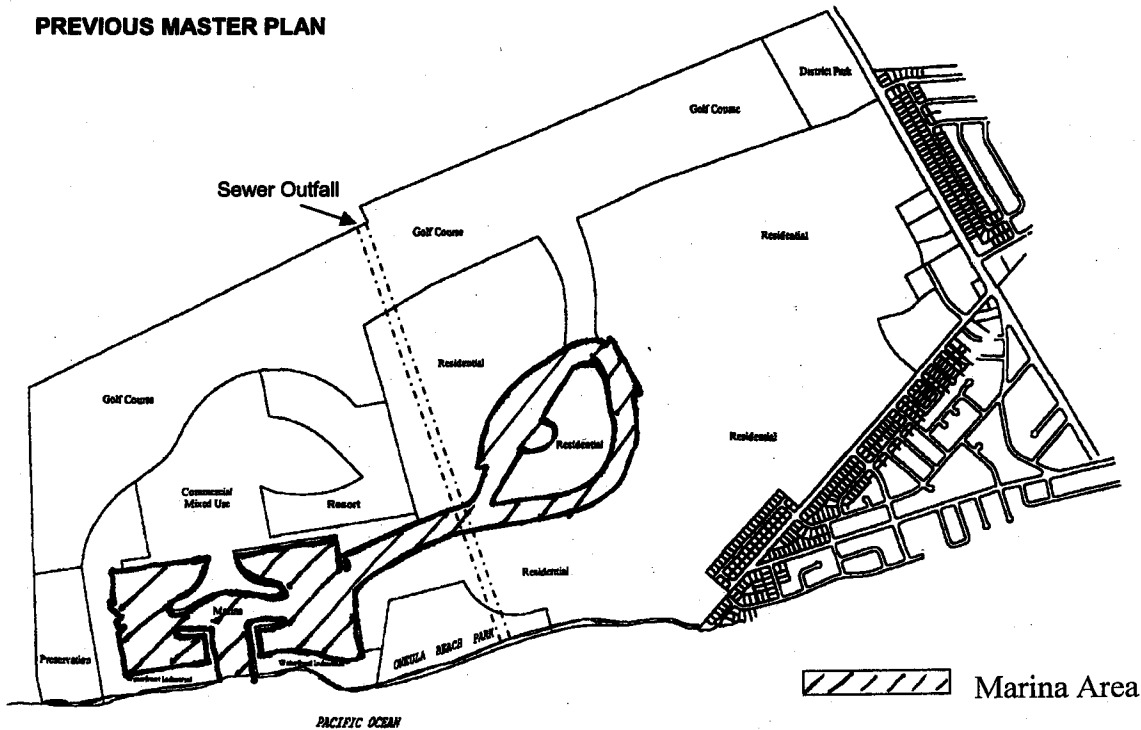 PREVIOUS MASTER PLAN
District Park
Golf Course
Sewer Outfall
Golf Course
Residential
Residential
Golf Course
Residential
Residential
Commercial
Mixed Use
Resort
Residential
Marina
ONEULA BEACH PARK
Preservation
Waterfront Industrial
Waterfront Industrial
Marina Area
PACIFIC OCEAN